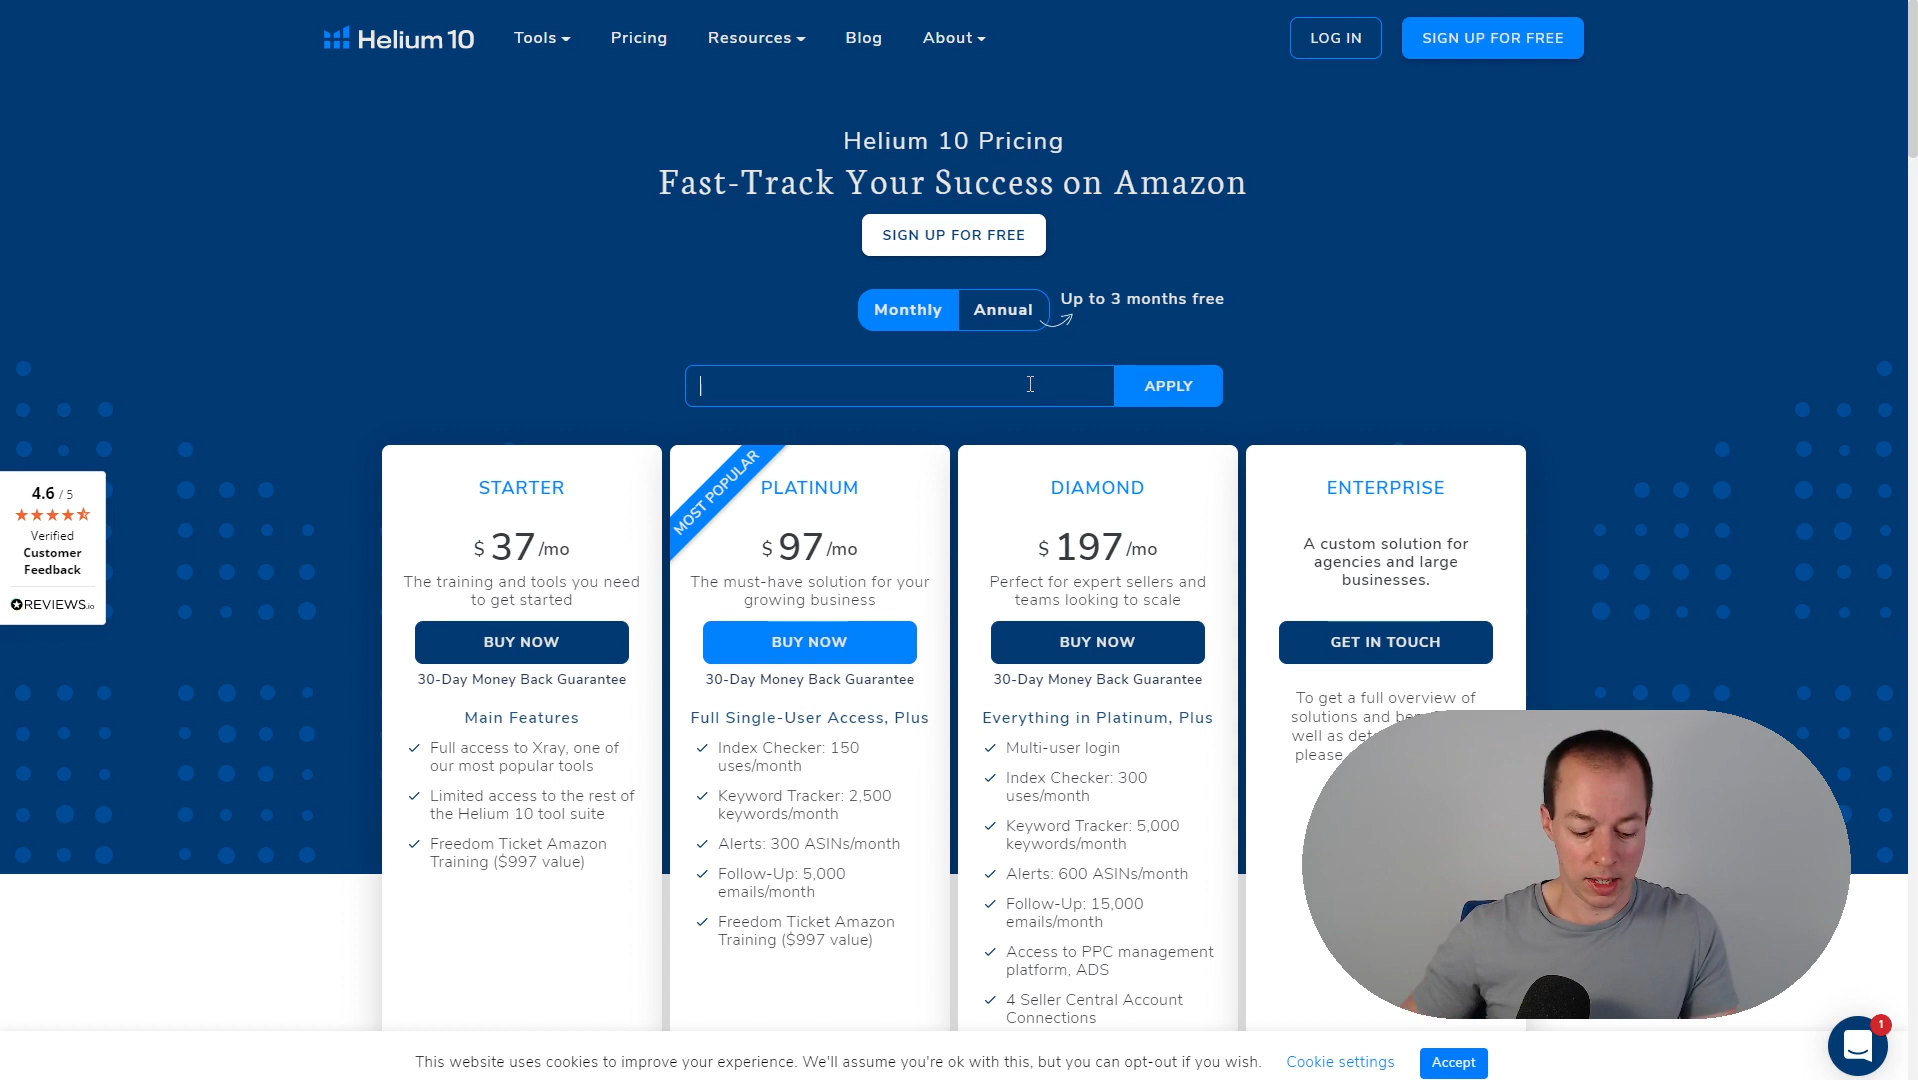 Helium 10
Tools
Pricing
Resources
Blog
About
LOG IN
SIGN UP FOR FREE
Helium 10 Pricing
Fast-Track Your Success on Amazon
SIGN UP FOR FREE
Monthly
Annual
Up to 3 months free
APPLY
4.6 / 5
Verified
Customer
Feedback
REVIEWS.io
STARTER
$ 37 /mo
The training and tools you need
to get started
BUY NOW
30-Day Money Back Guarantee
Main Features
Full access to Xray, one of
our most popular tools
Limited access to the rest of
the Helium 10 tool suite
Freedom Ticket Amazon
Training ($997 value)
MOST POPULAR
PLATINUM
$ 97 /mo
The must-have solution for your
growing business
BUY NOW
30-Day Money Back Guarantee
Full Single-User Access, Plus
Index Checker: 150
uses/month
Keyword Tracker: 2,500
keywords/month
Alerts: 300 ASINs/month
Follow-Up: 5,000
emails/month
Freedom Ticket Amazon
Training ($997 value)
DIAMOND
$ 197 /mo
Perfect for expert sellers and
teams looking to scale
BUY NOW
30-Day Money Back Guarantee
Everything in Platinum, Plus
Multi-user login
Index Checker: 300
uses/month
Keyword Tracker: 5,000
keywords/month
Alerts: 600 ASINs/month
Follow-Up: 15,000
emails/month
Access to PPC management
platform, ADS
4 Seller Central Account
Connections
ENTERPRISE
A custom solution for
agencies and large
businesses.
GET IN TOUCH
To get a full overview of
solutions and
well as
please
This website uses cookies to improve your experience. We'll assume you're ok with this, but you can opt-out if you wish.
Cookie settings
Accept
1